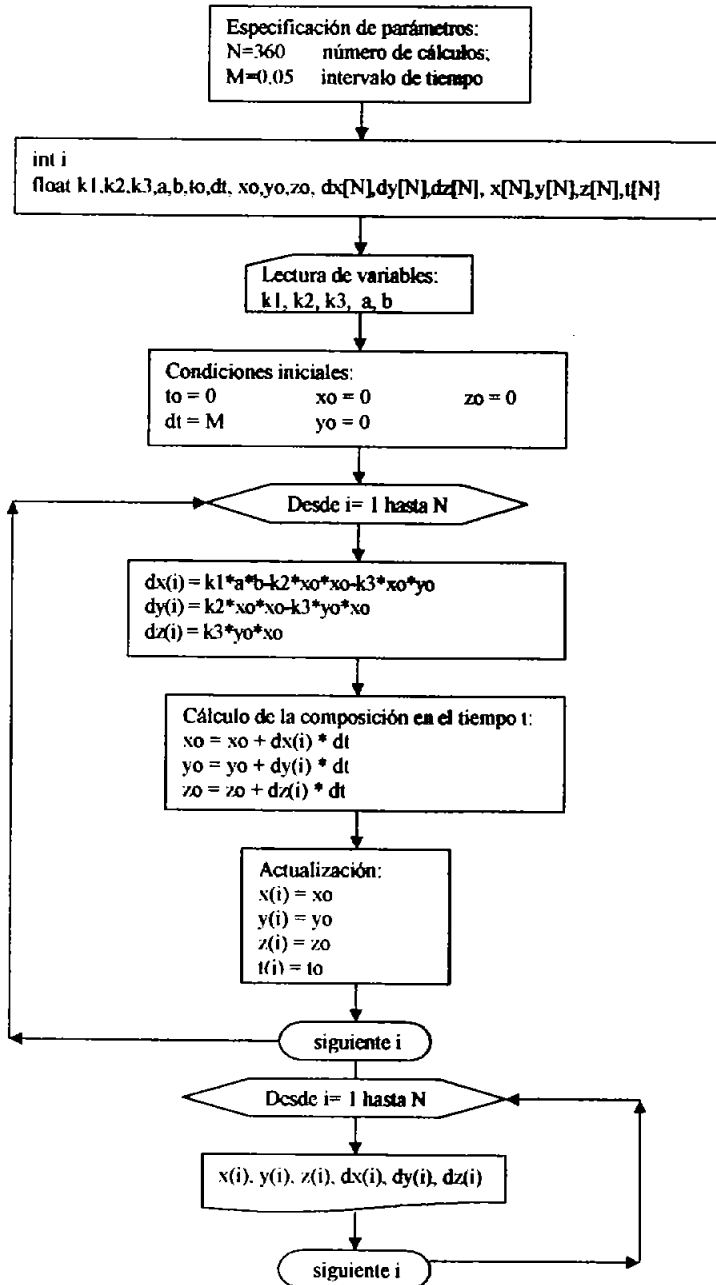 Especificación de parámetros:
N=360 número de cálculos;
M=0.05 intervalo de tiempo
int i
float k1,k2,k3,a,b,to,dt, xo,yo,zo, dx[N],dy[N],dz[N], x[N],y[N],z[N],t[N]
Lectura de variables:
k1, k2, k3, a, b
Condiciones iniciales:
to = 0 xo = 0 zo = 0
dt = M yo = 0
Desde i= 1 hasta N
dx(i) = k1*a*b-k2*xo*xo-k3*xo*yo
dy(i) = k2*xo*xo-k3*yo*xo
dz(i) = k3*yo*xo
Cálculo de la composición en el tiempo t:
xo = xo + dx(i) * dt
yo = yo + dy(i) * dt
zo = zo + dz(i) * dt
Actualización:
x(i) = xo
y(i) = yo
z(i) = zo
t(i) = to
siguiente i
Desde i= 1 hasta N
x(i), y(i), z(i), dx(i), dy(i), dz(i)
siguiente i